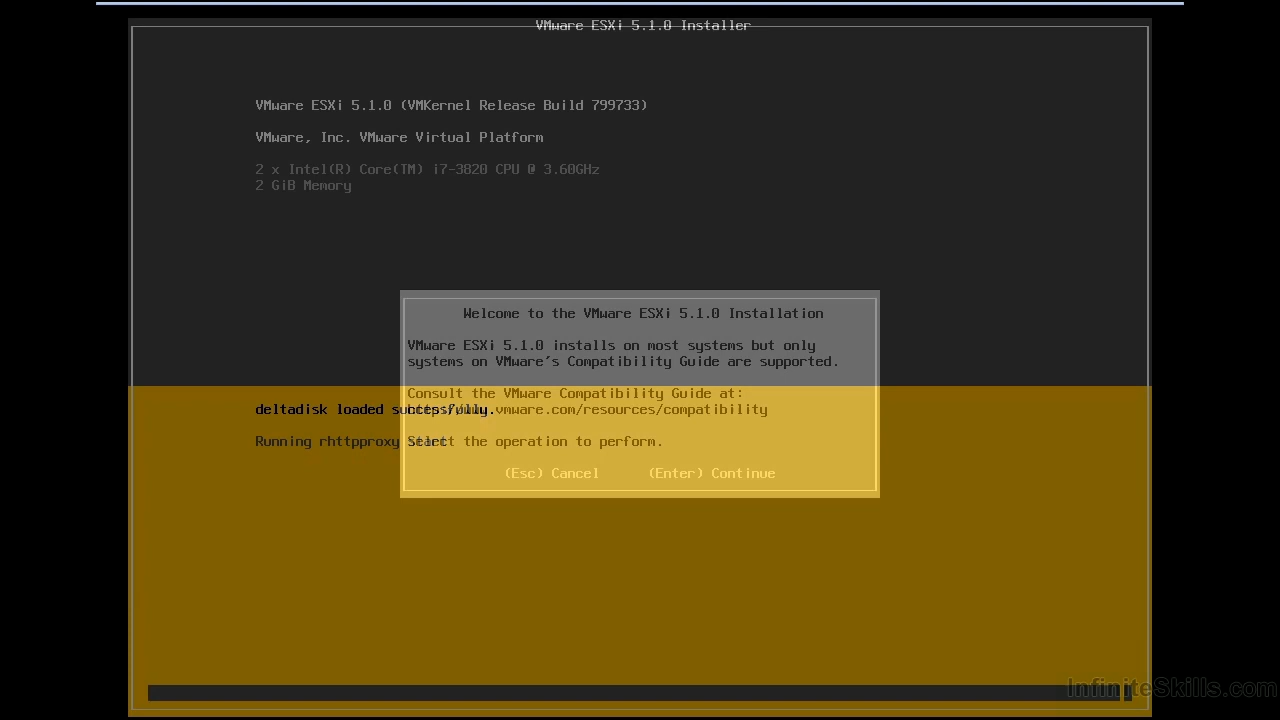 VMware ESXi 5.1.0 Installer
VMware ESXi 5.1.0 (VMKernel Release Build 799733)
VMware, Inc. VMware Virtual Platform
2 x Intel(R) Core(TM) i7-3820 CPU @ 3.60GHz
2 GiB Memory
Welcome to the VMware ESXi 5.1.0 Installation
VMware ESXi 5.1.0 installs on most systems but only
systems on VMware's Compatibility Guide are supported.
Consult the VMware Compatibility Guide at:
deltadisk loaded successfully.
vmware.com/resources/compatibility
Running rhttpproxy start
Select the operation to perform.
(Esc) Cancel (Enter) Continue
InfiniteSkills.com